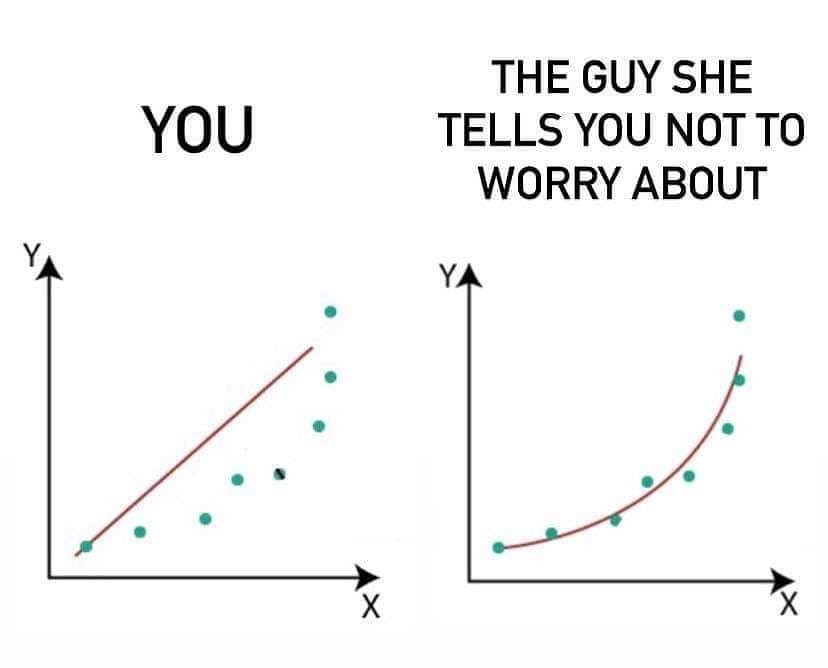 YOU
THE GUY SHE
TELLS YOU NOT TO
WORRY ABOUT
Y
X
Y
X